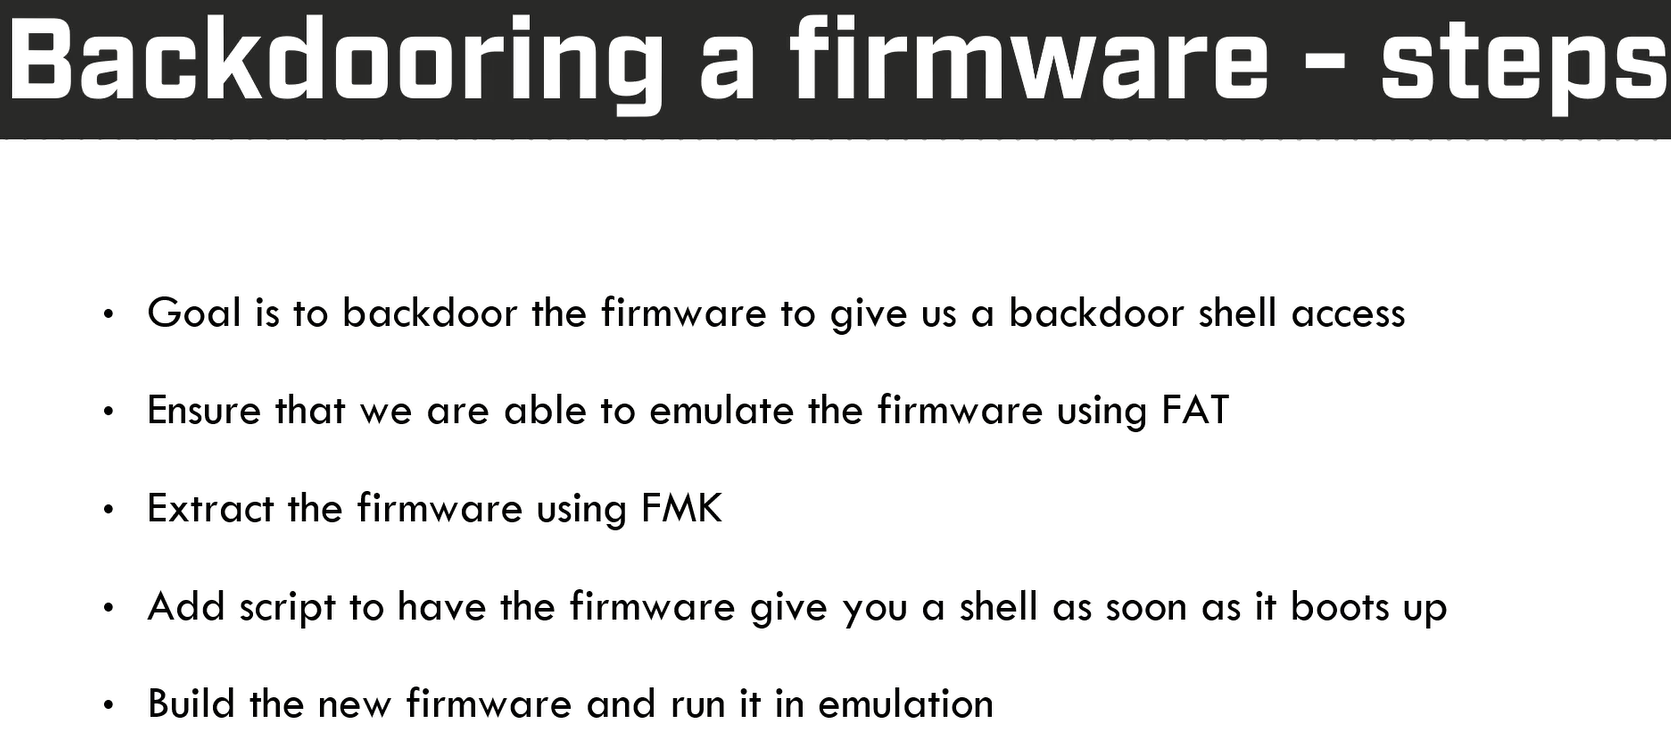 Backdooring a firmware - steps
• Goal is to backdoor the firmware to give us a backdoor shell access
• Ensure that we are able to emulate the firmware using FAT
• Extract the firmware using FMK
• Add script to have the firmware give you a shell as soon as it boots up
• Build the new firmware and run it in emulation